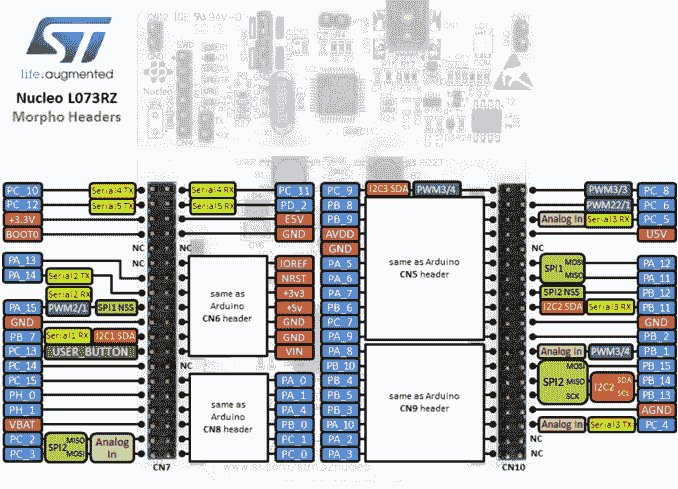 ST
life.augmented
Nucleo L073RZ
Morpho Headers
PC_10 Serial4 TX Serial4 RX PC_11
PC_12 Serial5 TX Serial5 RX PD_2
+3.3V E5V
BOOT0 GND
NC NC
PA_13 NC IOREF
PA_14 Serial2 TX NRST
Serial2 RX +3v3
PA_15 PWM2/1 SPI1 NSS +5v
GND GND
PB_7 Serial1 RX I2C1 SDA GND
PC_13 USER_BUTTON VIN
PC_14 NC
PC_15 PA_0
PH_0 PA_1
PH_1 PA_4
VBAT PB_0
PC_2 SPI2 MISO Analog In PC_1
PC_3 MOSI PC_0
same as Arduino CN6 header
same as Arduino CN8 header
CN7
PC_9 I2C3 SDA PWM3/4 PWM3/3 PC_8
PB_8 PWM22/1 PC_6
PB_9 Analog In Serial3 RX PC_5
AVDD U5V
GND NC
PA_5 SPI1 MOSI PA_12
PA_6 MISO PA_11
PA_7 SPI2 NSS PB_12
PB_6 I2C2 SDA Serial3 RX PB_11
PC_7 GND
PA_9 PB_2
PA_8 Analog In PWM3/4 PB_1
PB_10 SPI2 MOSI PB_15
PB_4 MISO I2C2 SDA PB_14
PB_5 SCK SCL PB_13
PB_3 AGND
PA_10 Analog In Serial3 TX PC_4
PA_2 NC
PA_3 NC
same as Arduino CN5 header
same as Arduino CN9 header
CN10